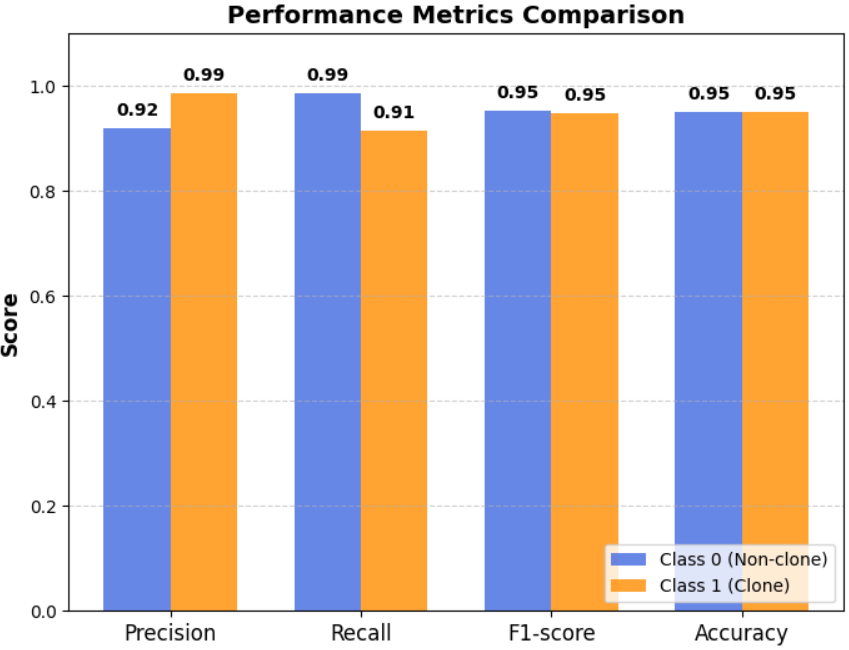 Performance Metrics Comparison
Score
1.0
0.8
0.6
0.4
0.2
0.0
0.92
0.99
0.99
0.91
0.95
0.95
0.95
0.95
Precision
Recall
F1-score
Accuracy
Class 0 (Non-clone)
Class 1 (Clone)